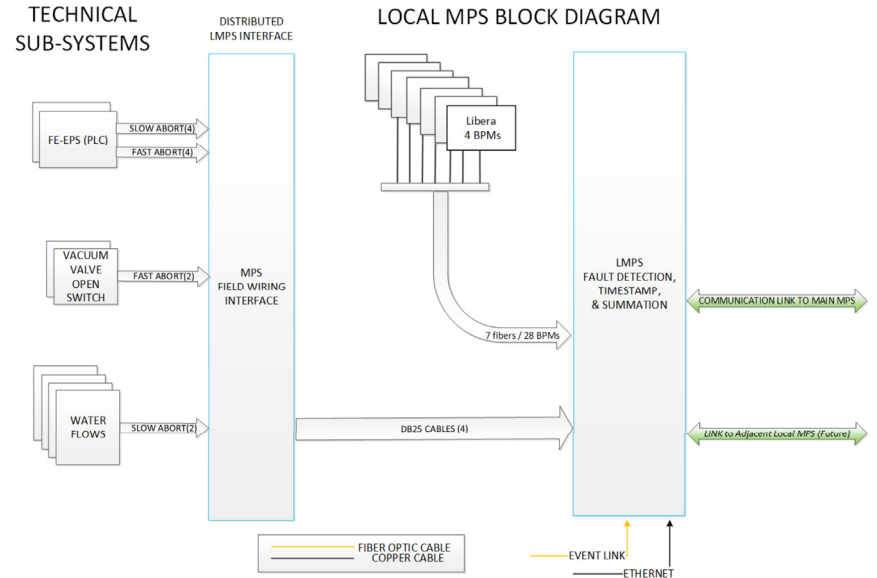 TECHNICAL
SUB-SYSTEMS
DISTRIBUTED
LMPS INTERFACE
LOCAL MPS BLOCK DIAGRAM
FE-EPS (PLC)
SLOW ABORT(4)
FAST ABORT(4)
Libera
4 BPMs
VACUUM
VALVE
OPEN
SWITCH
FAST ABORT(2)
MPS
FIELD WIRING
INTERFACE
LMPS
FAULT DETECTION,
TIMESTAMP,
& SUMMATION
COMMUNICATION LINK TO MAIN MPS
7 fibers / 28 BPMs
WATER
FLOWS
SLOW ABORT(2)
DB25 CABLES (4)
LINK to Adjacent Local MPS (Future)
FIBER OPTIC CABLE
COPPER CABLE
EVENT LINK
ETHERNET